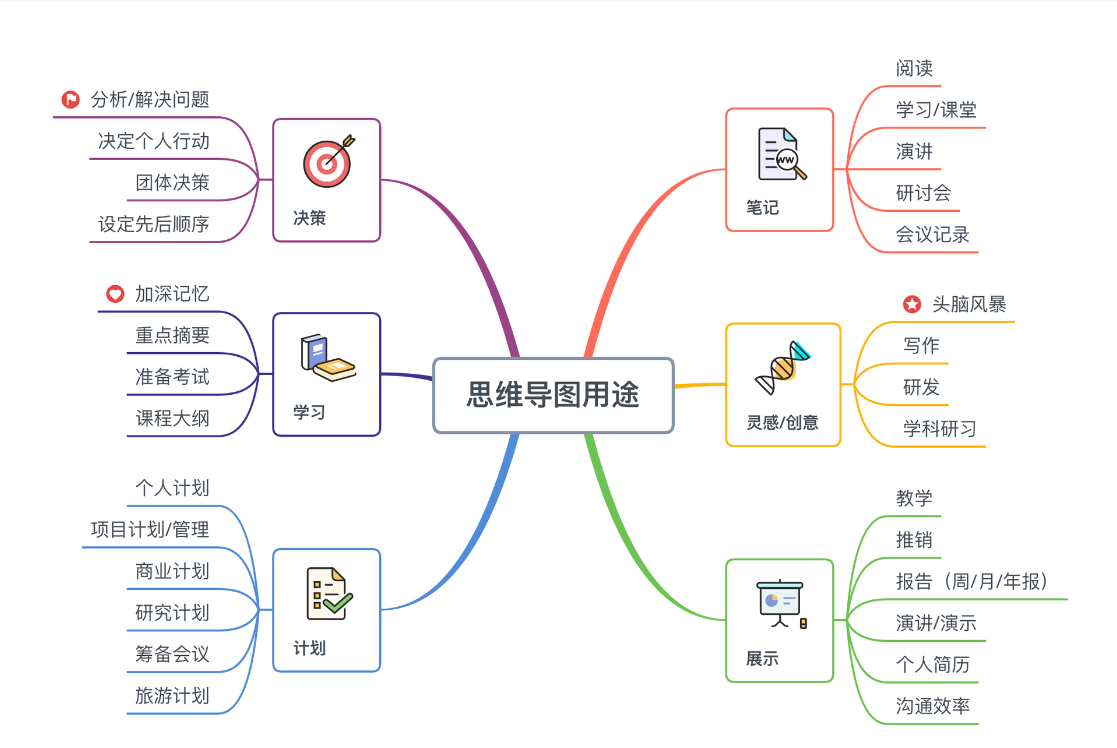 思维导图用途
决策
分析/解决问题
决定个人行动
团体决策
设定先后顺序
学习
加深记忆
重点摘要
准备考试
课程大纲
计划
个人计划
项目计划/管理
商业计划
研究计划
筹备会议
旅游计划
WW
笔记
阅读
学习/课堂
演讲
研讨会
会议记录
灵感/创意
头脑风暴
写作
研发
学科研习
展示
教学
推销
报告（周/月/年报）
演讲/演示
个人简历
沟通效率